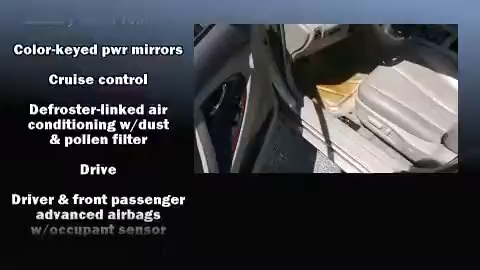 Color-keyed pwr mirrors
Cruise control
Defroster-linked air
conditioning w/dust
& pollen filter
Drive
Driver & front passenger
advanced airbags
w/occupant sensor